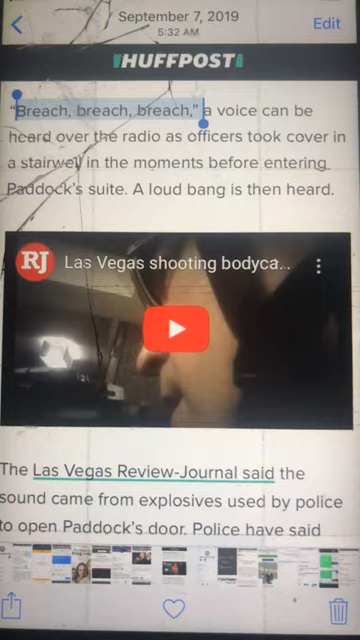 September 7, 2019
5:32 AM
Edit
HUFFPOST
“Breach, breach, breach,” a voice can be
heard over the radio as officers took cover in
a stairwell in the moments before entering
Paddock's suite. A loud bang is then heard.
RJ
Las Vegas shooting bodyca..
The Las Vegas Review-Journal said the
sound came from explosives used by police
to open Paddock's door. Police have said